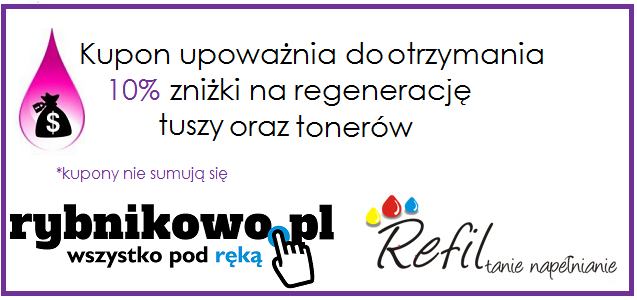 Kupon upoważnia do otrzymania
10% zniżki na regenerację
tuszy oraz tonerów
*kupony nie sumują się
rybnikowo.pl
wszystko pod ręką
Refil
tanie napełnianie
$